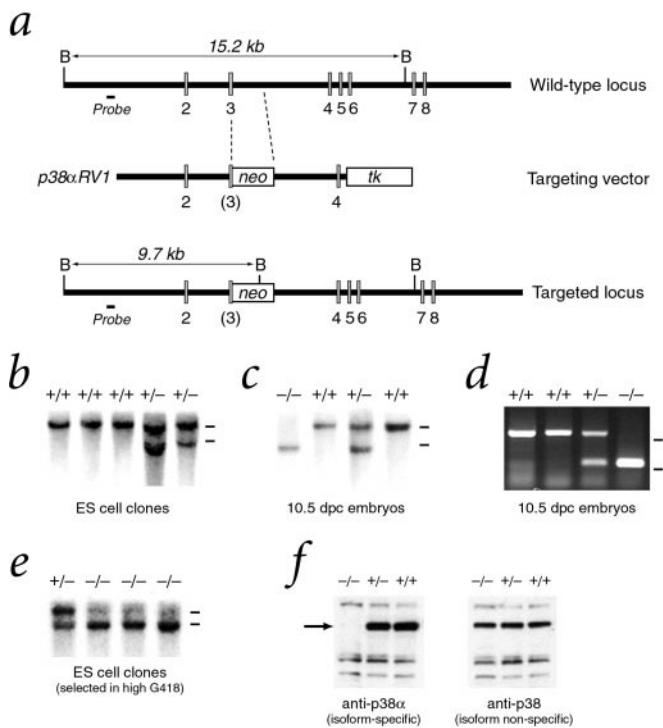 a
15.2 kb
B B
Wild-type locus
Probe 2 3 4 5 6 7 8
p38αRV1 neo tk Targeting vector
2 (3) 4
9.7 kb
B B B
neo Targeted locus
Probe 2 (3) 4 5 6 7 8
b
+/+ +/+ +/+ +/– +/–
ES cell clones
c
–/– +/+ +/– +/+
10.5 dpc embryos
d
+/+ +/+ +/– –/–
10.5 dpc embryos
e
+/– –/– –/– –/–
ES cell clones
(selected in high G418)
f
–/– +/– +/+
anti-p38α
(isoform-specific)
–/– +/– +/+
anti-p38
(isoform non-specific)